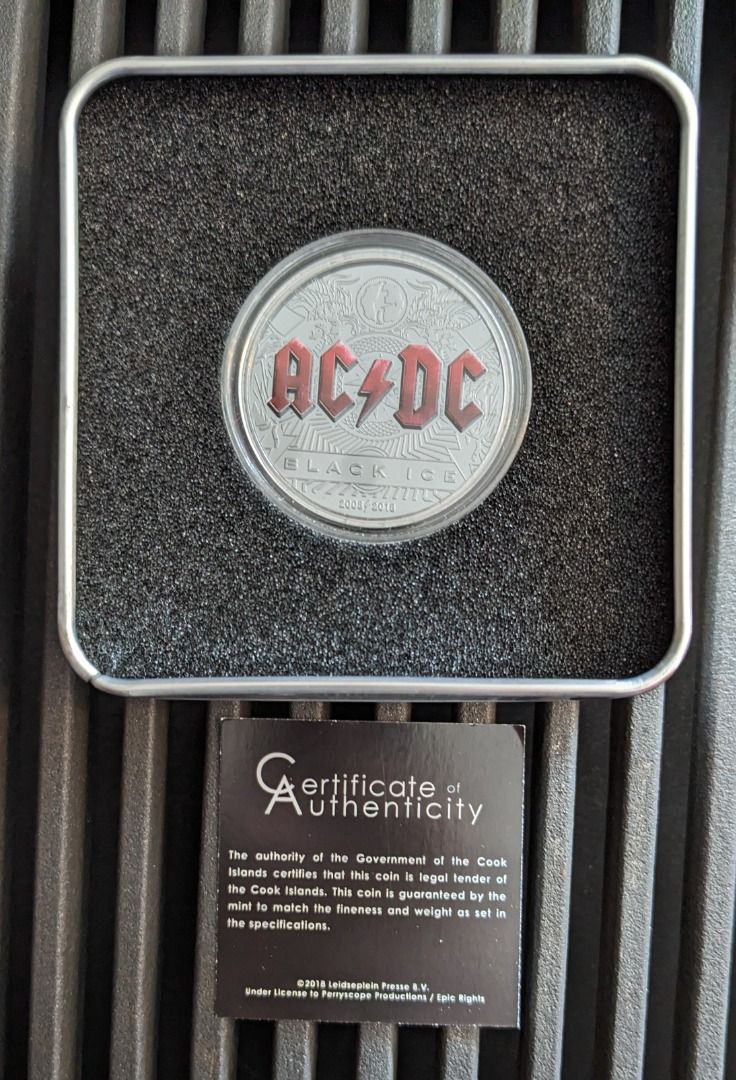 AC⚡DC
BLACK ICE
2008/2018
Certificate of
Authenticity
The authority of the Government of the Cook
Islands certifies that this coin is legal tender of
the Cook Islands. This coin is guaranteed by the
mint to match the fineness and weight as set in
the specifications.
©2018 Leidseplein Presse B.V.
Under License to Perryscope Productions / Epic Rights